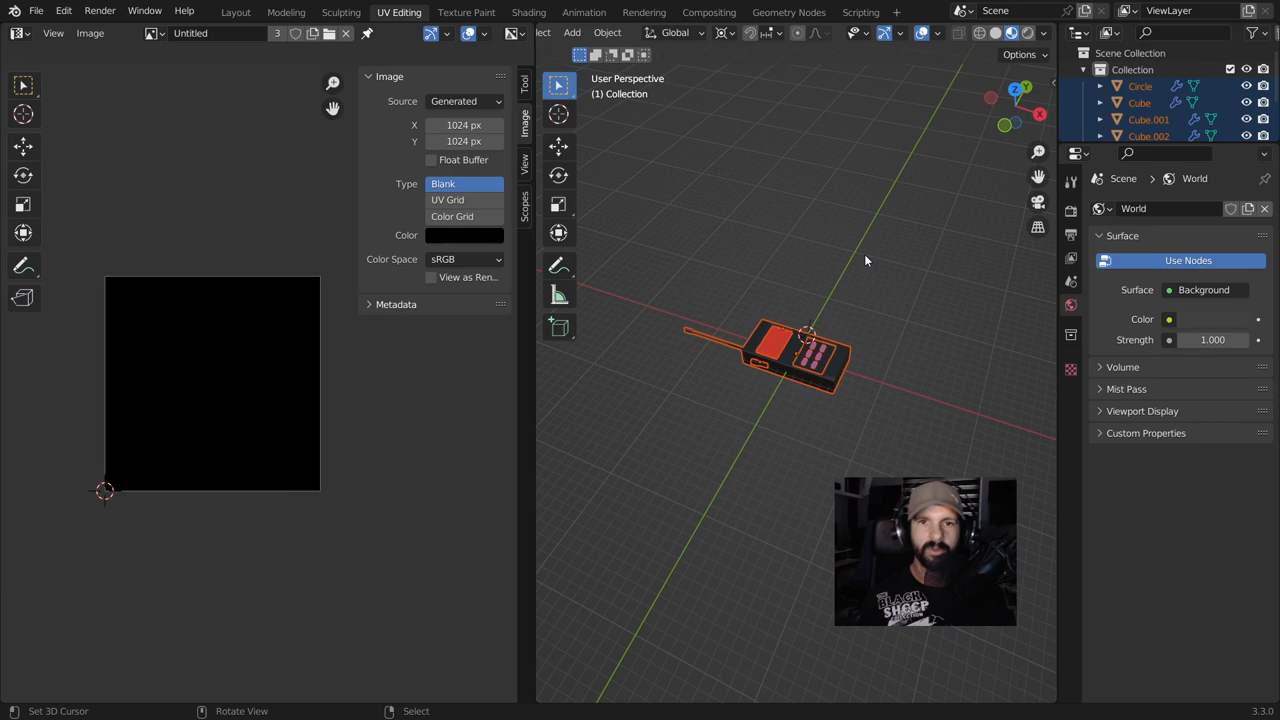 File Edit Render Window Help Layout Modeling Sculpting UV Editing Texture Paint Shading Animation Rendering Compositing Geometry Nodes Scripting Scene ViewLayer
View Image Untitled 3 Add Object Global
Options
User Perspective
(1) Collection
Z
Y
X
Image
Source Generated
X 1024 px
Y 1024 px
Float Buffer
Type Blank
UV Grid
Color Grid
Color
Color Space sRGB
View as Ren...
Metadata
Tool
Image
View
Scopes
Scene Collection
Collection
Circle
Cube
Cube.001
Cube.002
Scene World
World
Surface
Use Nodes
Surface Background
Color
Strength 1.000
Volume
Mist Pass
Viewport Display
Custom Properties
THE
BLACK
SHEEP
COLLECTION
Set 3D Cursor Rotate View Select 3.3.0